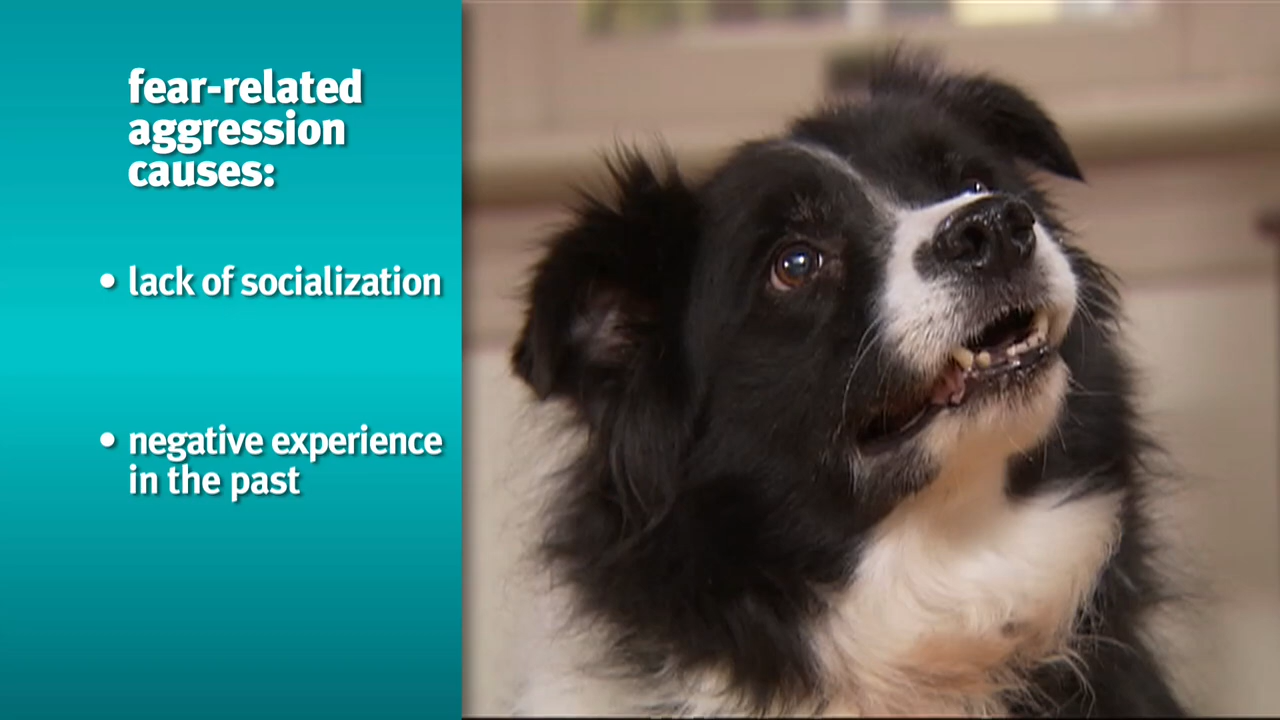 fear-related
aggression
causes:
• lack of socialization
• negative experience
in the past